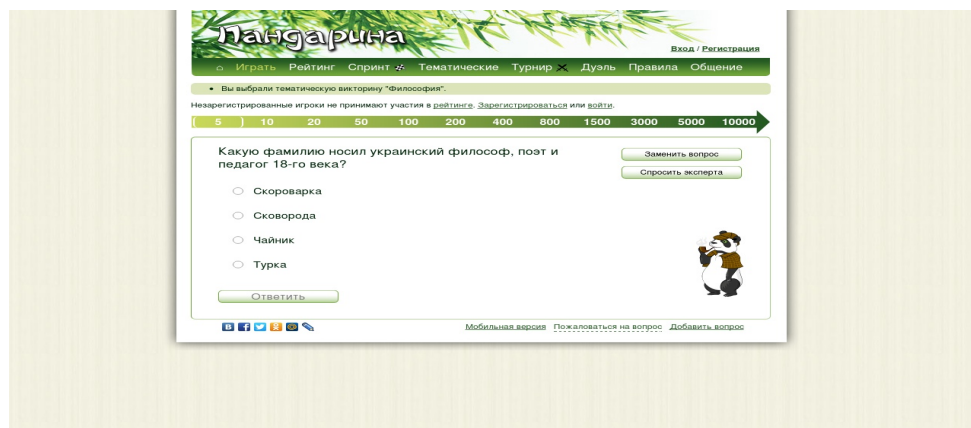 Пандарина
Вход / Регистрация
Играть Рейтинг Спринт Тематические Турнир Дуэль Правила Общение
Вы выбрали тематическую викторину "Философия".
Незарегистрированные игроки не принимают участия в рейтинге. Зарегистрироваться или войти.
( 5 ) 10 20 50 100 200 400 800 1500 3000 5000 10000
Какую фамилию носил украинский философ, поэт и
педагог 18-го века?
Заменить вопрос
Спросить эксперта
Скороварка
Сковорода
Чайник
Турка
Ответить
Мобильная версия Пожаловаться на вопрос Добавить вопрос